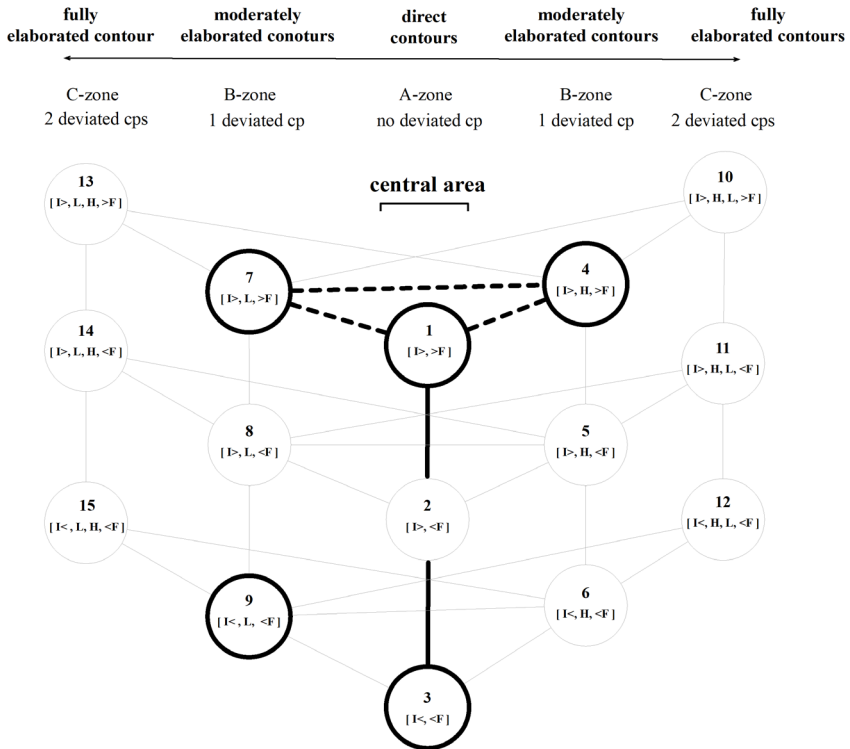 fully
elaborated contour
moderately
elaborated conoturs
direct
contours
moderately
elaborated contours
fully
elaborated contours
C-zone
2 deviated cps
B-zone
1 deviated cp
A-zone
no deviated cp
B-zone
1 deviated cp
C-zone
2 deviated cps
central area
13
[ I>, L, H, >F ]
10
[ I>, H, L, >F ]
7
[ I>, L, >F ]
4
[ I>, H, >F ]
1
[ I>, >F ]
14
[ I>, L, H, <F ]
11
[ I>, H, L, <F ]
8
[ I>, L, <F ]
5
[ I>, H, <F ]
2
[ I>, <F ]
15
[ I< , L, H, <F ]
12
[ I<, H, L, <F ]
9
[ I< , L, <F ]
6
[ I<, H, <F ]
3
[ I<, <F ]